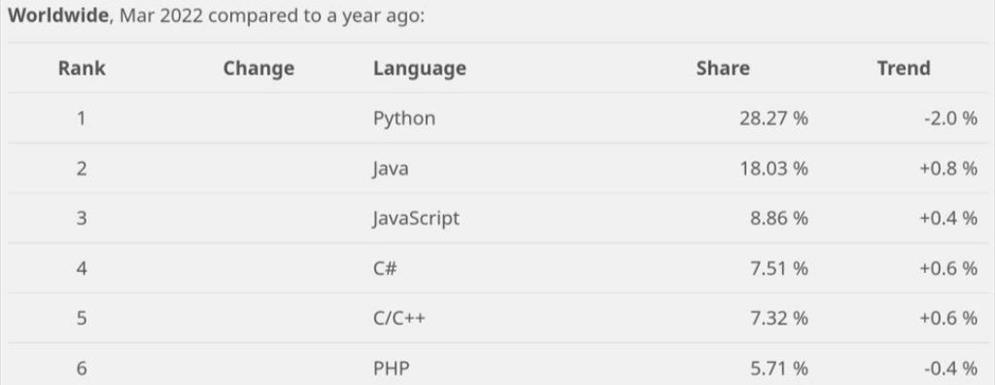 Worldwide, Mar 2022 compared to a year ago:
Rank Change Language Share Trend
1 Python 28.27 % -2.0 %
2 Java 18.03 % +0.8 %
3 JavaScript 8.86 % +0.4 %
4 C# 7.51 % +0.6 %
5 C/C++ 7.32 % +0.6 %
6 PHP 5.71 % -0.4 %